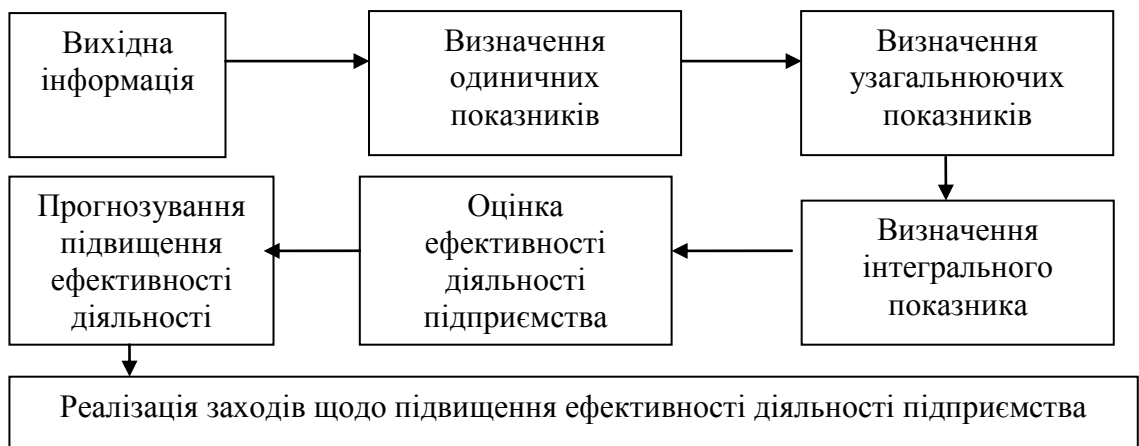 Вихідна
інформація
Визначення
одиничних
показників
Визначення
узагальнюючих
показників
Визначення
інтегрального
показника
Оцінка
ефективності
діяльності
підприємства
Прогнозування
підвищення
ефективності
діяльності
Реалізація заходів щодо підвищення ефективності діяльності підприємства